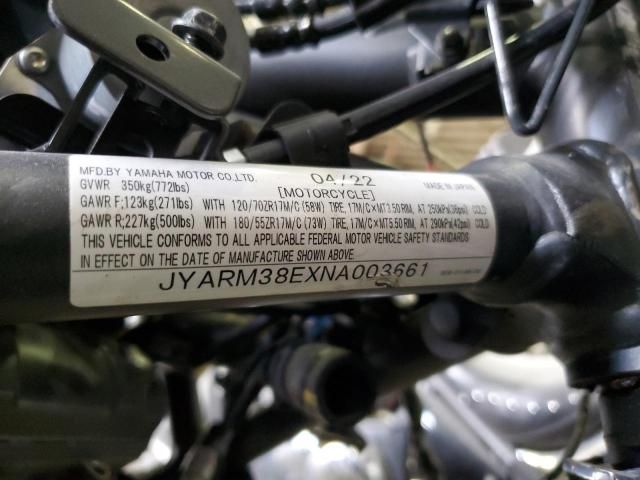 MFD.BY YAMAHA MOTOR CO.,LTD. 04/22 MADE IN JAPAN
GVWR 350kg(772lbs) [MOTORCYCLE]
GAWR F;123kg(271lbs) WITH 120/70ZR17M/C (58W) TIRE, 17M/C×MT3.50 RIM, AT 250kPa(36psi) COLD
GAWR R;227kg(500lbs) WITH 180/55ZR17M/C (73W) TIRE, 17M/C×MT5.50 RIM, AT 290kPa(42psi) COLD
THIS VEHICLE CONFORMS TO ALL APPLICABLE FEDERAL MOTOR VEHICLE SAFETY STANDARDS
IN EFFECT ON THE DATE OF MANUFACTURE SHOWN ABOVE
JYARM38EXNA003661